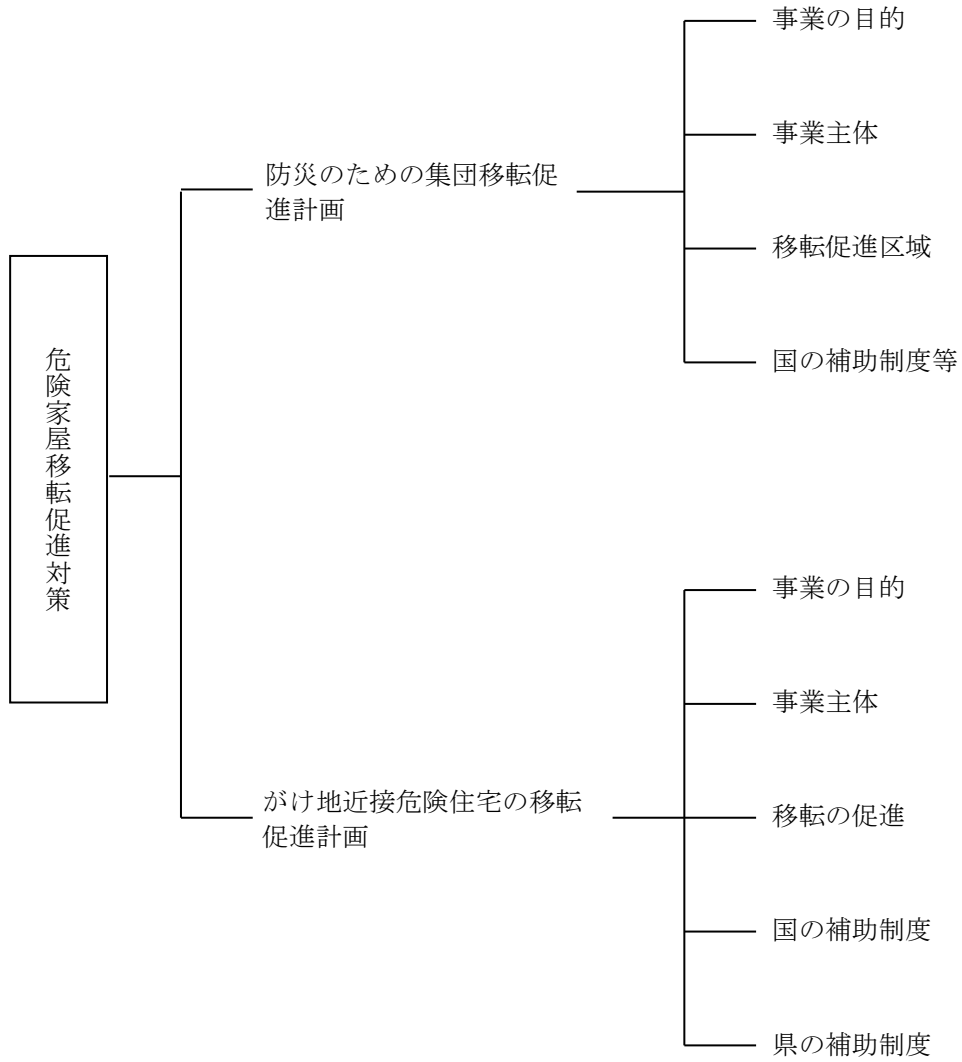 危険家屋移転促進対策
防災のための集団移転促
進計画
事業の目的
事業主体
移転促進区域
国の補助制度等
がけ地近接危険住宅の移転
促進計画
事業の目的
事業主体
移転の促進
国の補助制度
県の補助制度